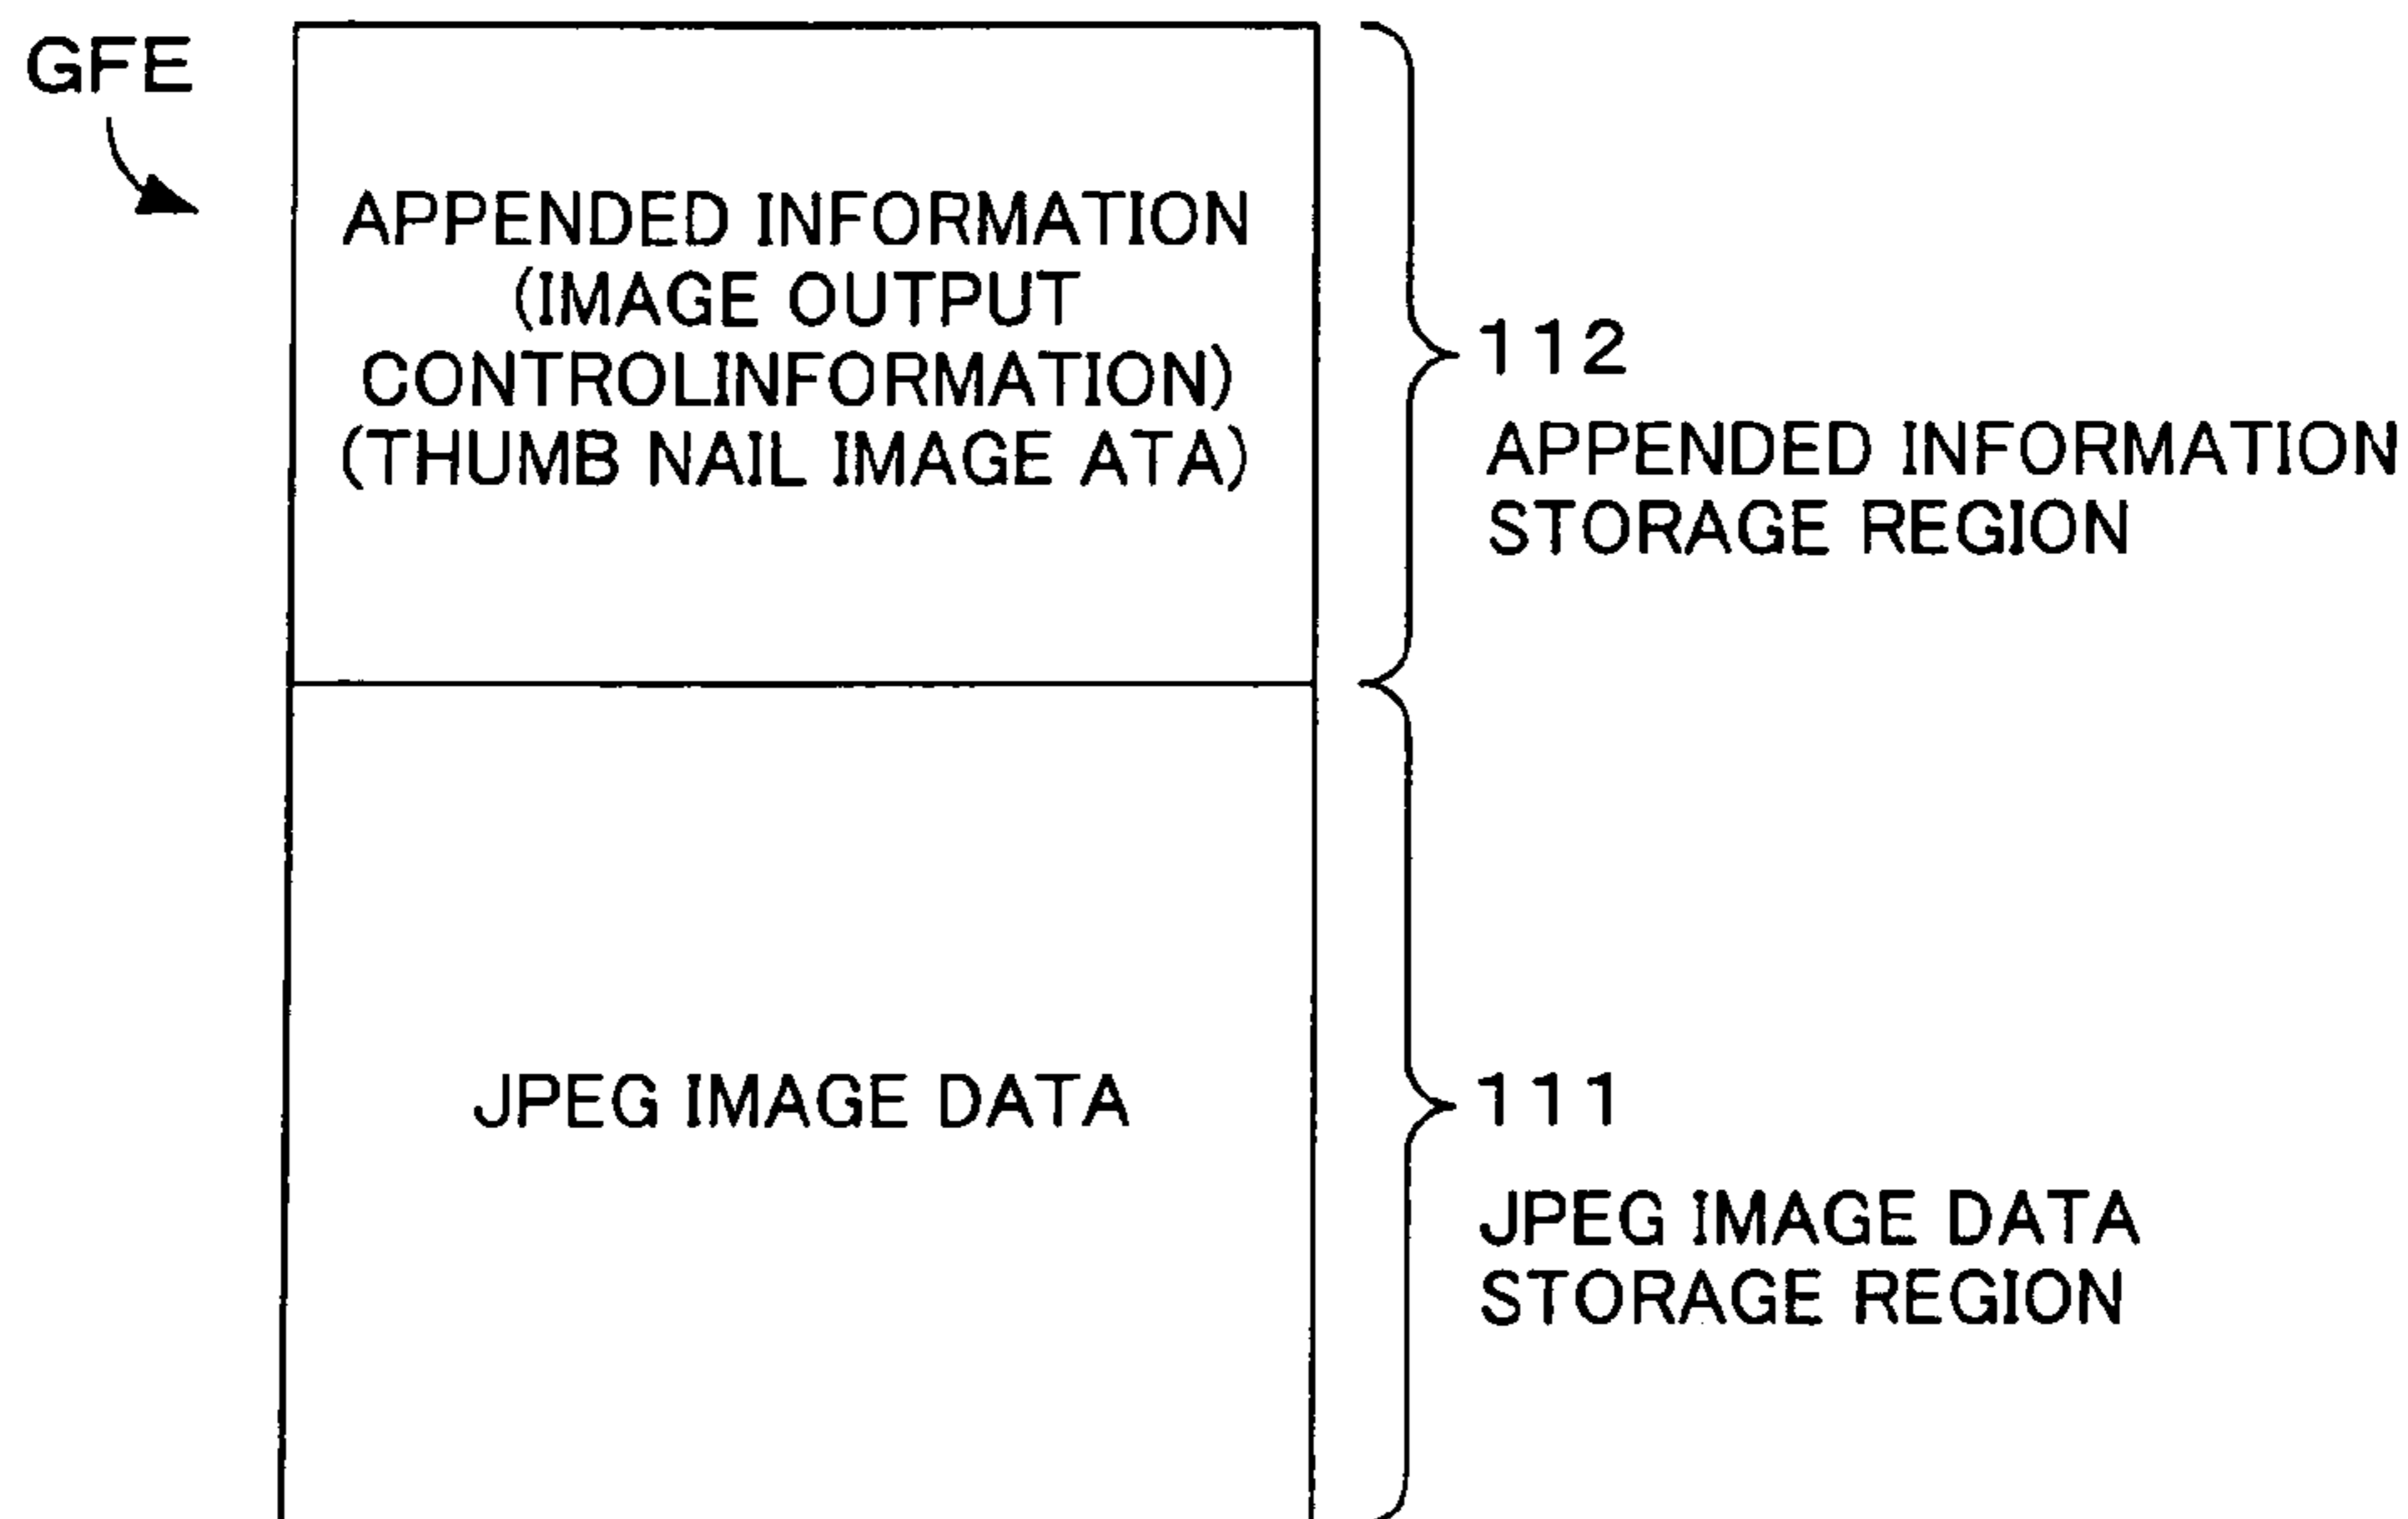 GFE
APPENDED INFORMATION
(IMAGE OUTPUT
CONTROLINFORMATION)
(THUMB NAIL IMAGE ATA)
112
APPENDED INFORMATION
STORAGE REGION
JPEG IMAGE DATA
111
JPEG IMAGE DATA
STORAGE REGION